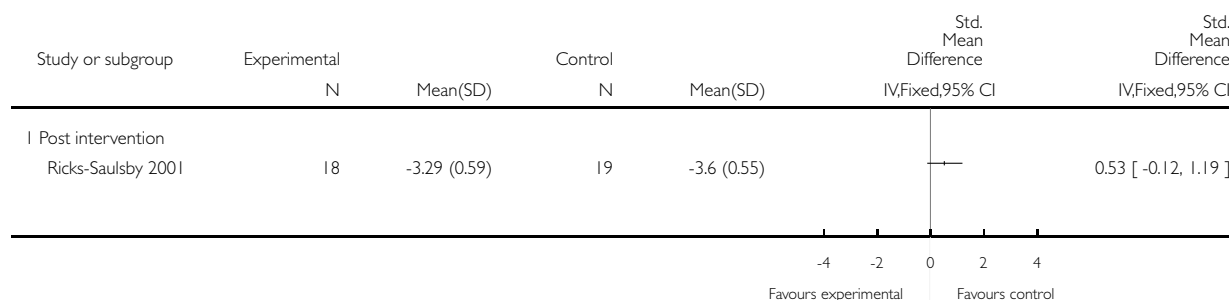 Std.
Mean
Difference
Std.
Mean
Difference
Study or subgroup Experimental Control
N Mean(SD) N Mean(SD) IV,Fixed,95% CI IV,Fixed,95% CI
1 Post intervention
Ricks-Saulsby 2001 18 -3.29 (0.59) 19 -3.6 (0.55) 0.53 [ -0.12, 1.19 ]
-4 -2 0 2 4
Favours experimental Favours control